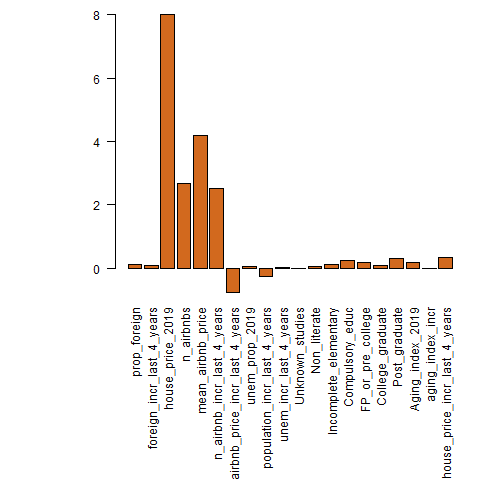 8
6
4
2
0
prop_foreign
foreign_incr_last_4_years
house_price_2019
n_airbnbs
mean_airbnb_price
n_airbnb_incr_last_4_years
airbnb_price_incr_last_4_years
unem_prop_2019
population_incr_last_4_years
unem_incr_last_4_years
Unknown_studies
Non_literate
Incomplete_elementary
Compulsory_educ
FP_or_pre_college
College_graduate
Post_graduate
Aging_index_2019
aging_index_incr
house_price_incr_last_4_years